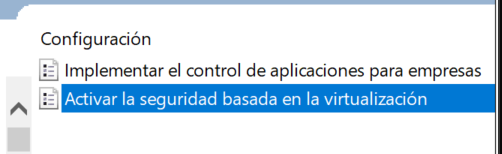 Configuración
Implementar el control de aplicaciones para empresas
Activar la seguridad basada en la virtualización